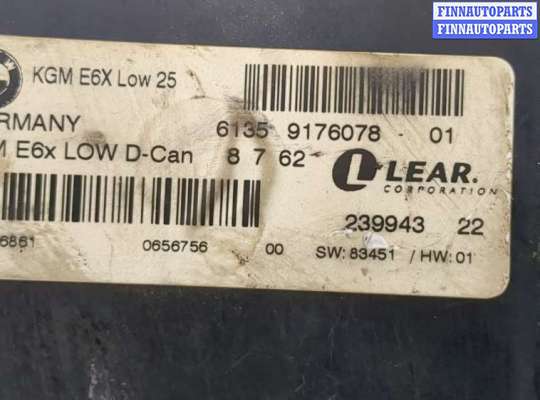 FINNAUTOPARTS
FINNAUTOPARTS
KGM E6X Low 25
RMANY 6135 9176078 - 01
M E6x LOW D-Can 8 7 62
LEAR.
CORPORATION
239943 22
6861 0656756 00 SW: 83451 / HW: 01